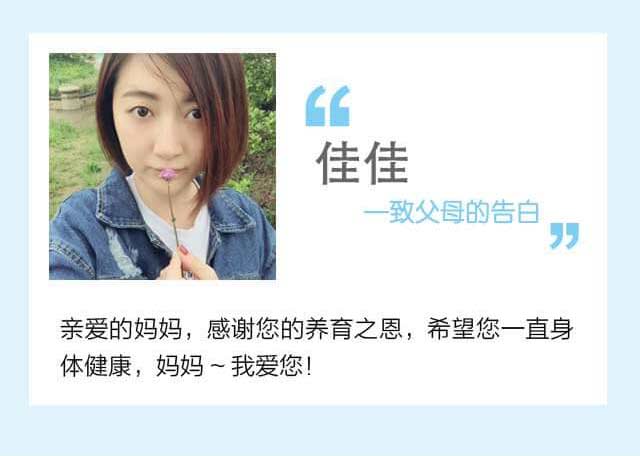 “
佳佳
一致父母的告白
”
亲爱的妈妈，感谢您的养育之恩，希望您一直身
体健康，妈妈～我爱您！